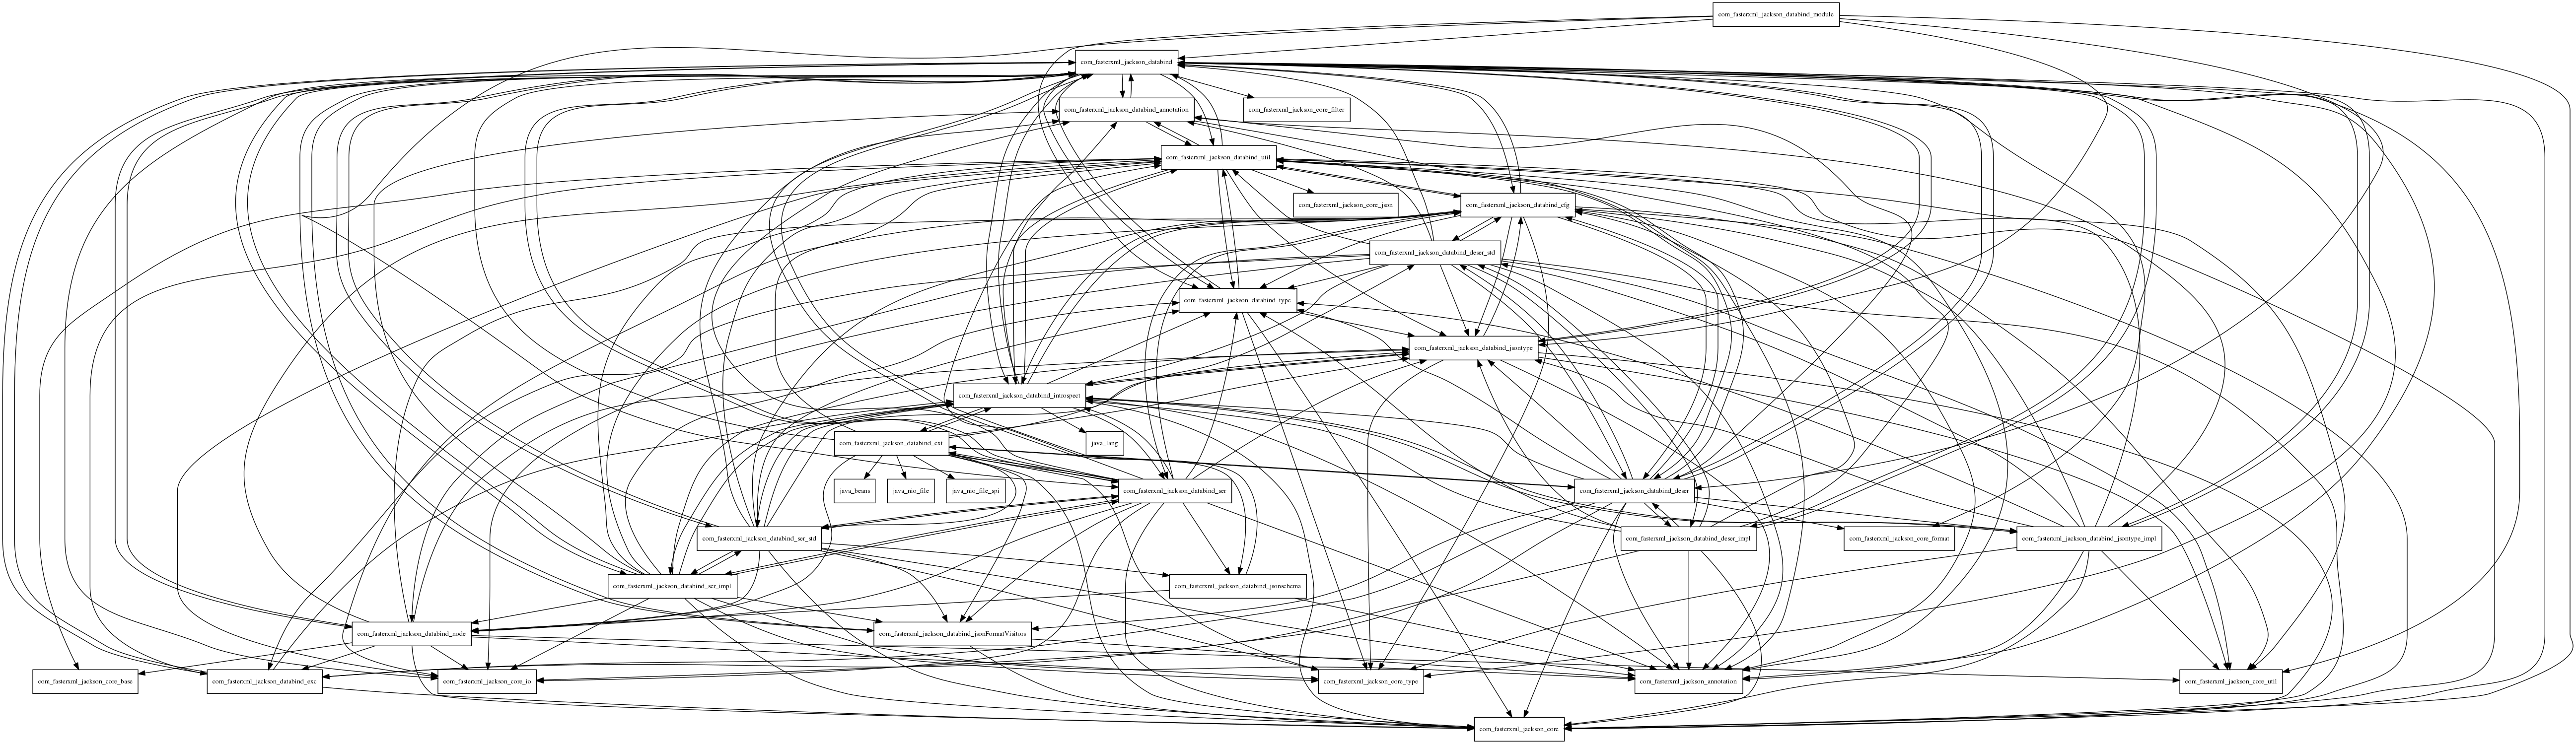 com_fasterxml_jackson_databind_module
com_fasterxml_jackson_databind
com_fasterxml_jackson_databind_annotation
com_fasterxml_jackson_core_filter
com_fasterxml_jackson_databind_util
com_fasterxml_jackson_core_json
com_fasterxml_jackson_databind_cfg
com_fasterxml_jackson_databind_deser_std
com_fasterxml_jackson_databind_type
com_fasterxml_jackson_databind_jsontype
com_fasterxml_jackson_databind_introspect
com_fasterxml_jackson_databind_ext
java_lang
java_beans
java_nio_file
java_nio_file_spi
com_fasterxml_jackson_databind_ser
com_fasterxml_jackson_databind_deser
com_fasterxml_jackson_databind_ser_std
com_fasterxml_jackson_databind_deser_impl
com_fasterxml_jackson_core_format
com_fasterxml_jackson_databind_jsontype_impl
com_fasterxml_jackson_databind_ser_impl
com_fasterxml_jackson_databind_jsonschema
com_fasterxml_jackson_databind_node
com_fasterxml_jackson_databind_jsonFormatVisitors
com_fasterxml_jackson_core_base
com_fasterxml_jackson_databind_exc
com_fasterxml_jackson_core_io
com_fasterxml_jackson_core_type
com_fasterxml_jackson_annotation
com_fasterxml_jackson_core_util
com_fasterxml_jackson_core